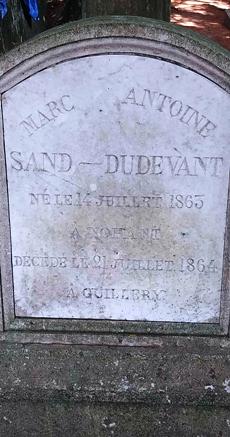 MARC ANTOINE
SAND-DUDEVANT
NÉ LE 14 JUILLET 1863
A NOHANT
DÉCÉDÉ LE 21 JUILLET 1864
À GUILLERY